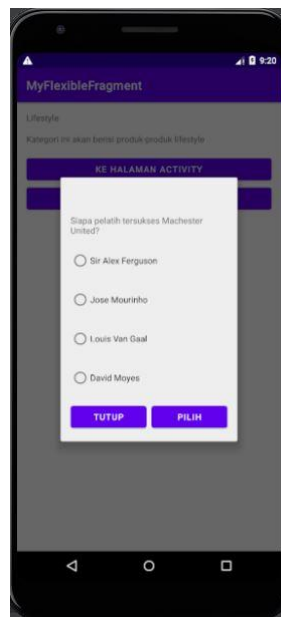 9:20
MyFlexibleFragment
Lifestyle
Kategori ini akan berisi produk-produk lifestyle
KE HALAMAN ACTIVITY
Siapa pelatih tersukses Machester
United?
Sir Alex Ferguson
Jose Mourinho
Louis Van Gaal
David Moyes
TUTUP PILIH